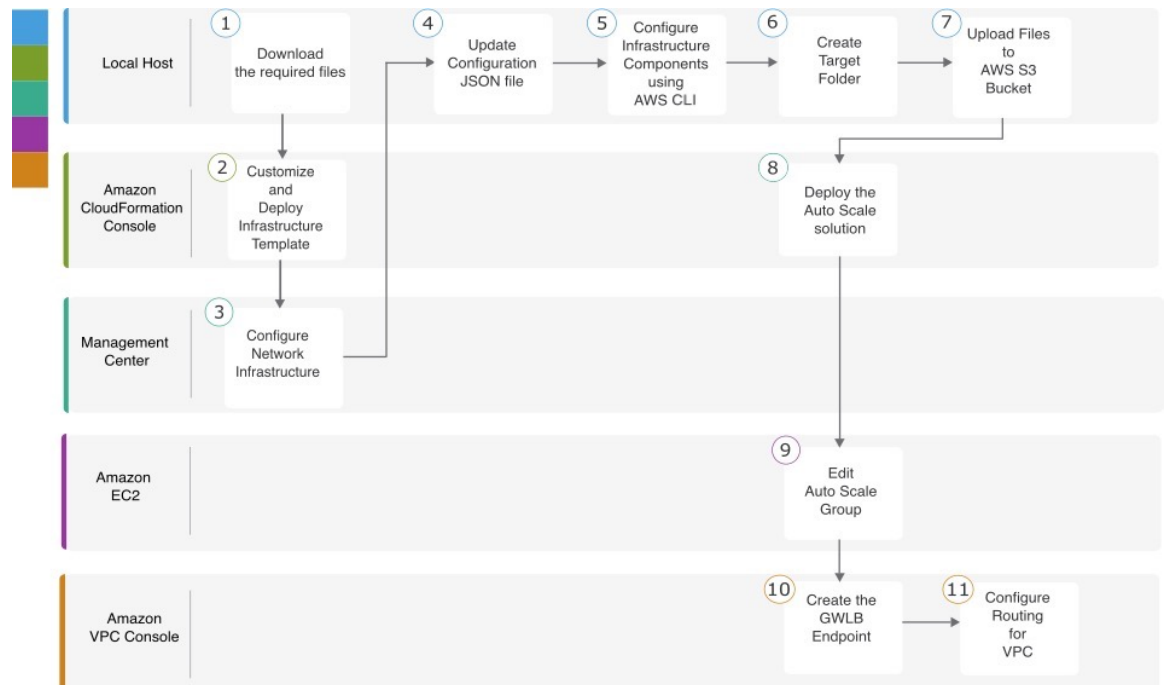 Local Host
1
Download
the required files
4
Update
Configuration
JSON file
5
Configure
Infrastructure
Components
using
AWS CLI
6
Create
Target
Folder
7
Upload Files
to
AWS S3
Bucket
Amazon
CloudFormation
Console
2
Customize
and
Deploy
Infrastructure
Template
8
Deploy the
Auto Scale
solution
Management
Center
3
Configure
Network
Infrastructure
Amazon
EC2
9
Edit
Auto Scale
Group
Amazon
VPC Console
10
Create the
GWLB
Endpoint
11
Configure
Routing
for
VPC